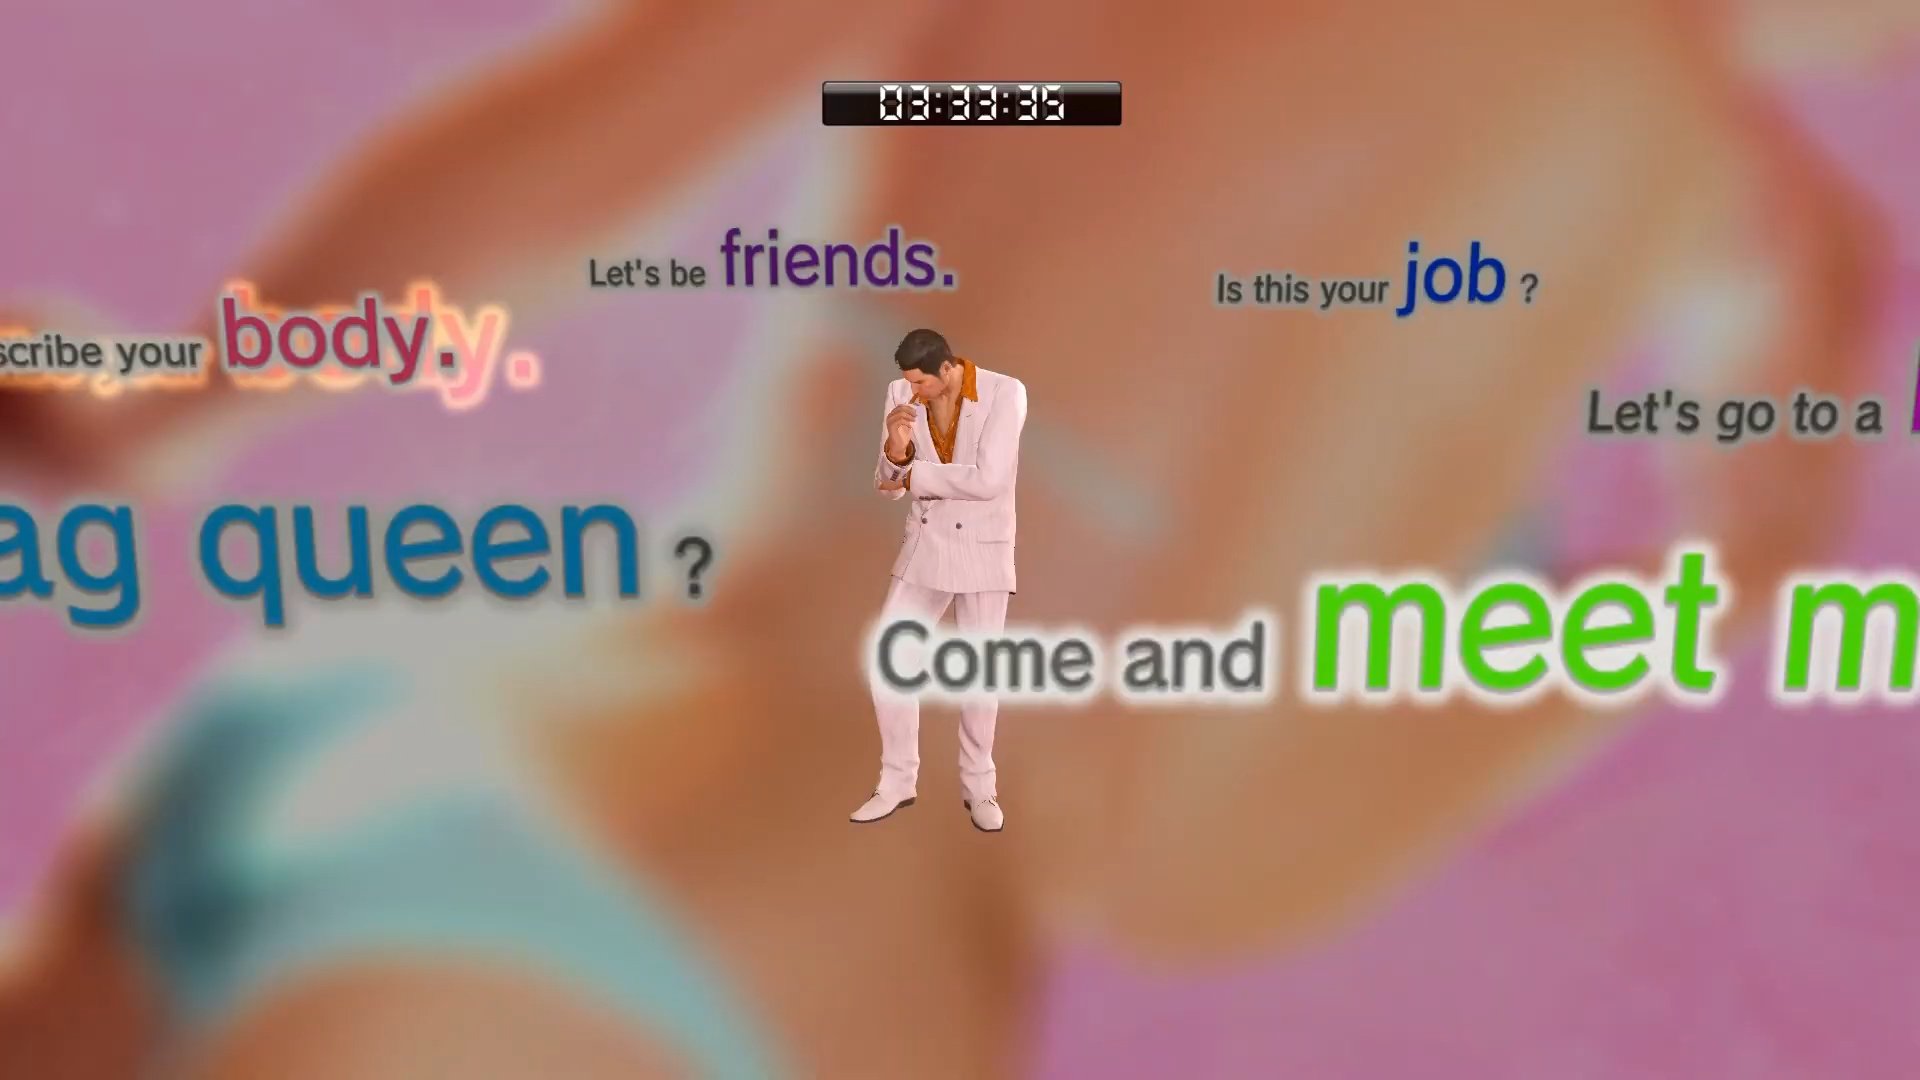 03:33:35
Let's be friends.
Is this your job ?
scribe your body.
Let's go to a
ag queen ?
Come and meet m